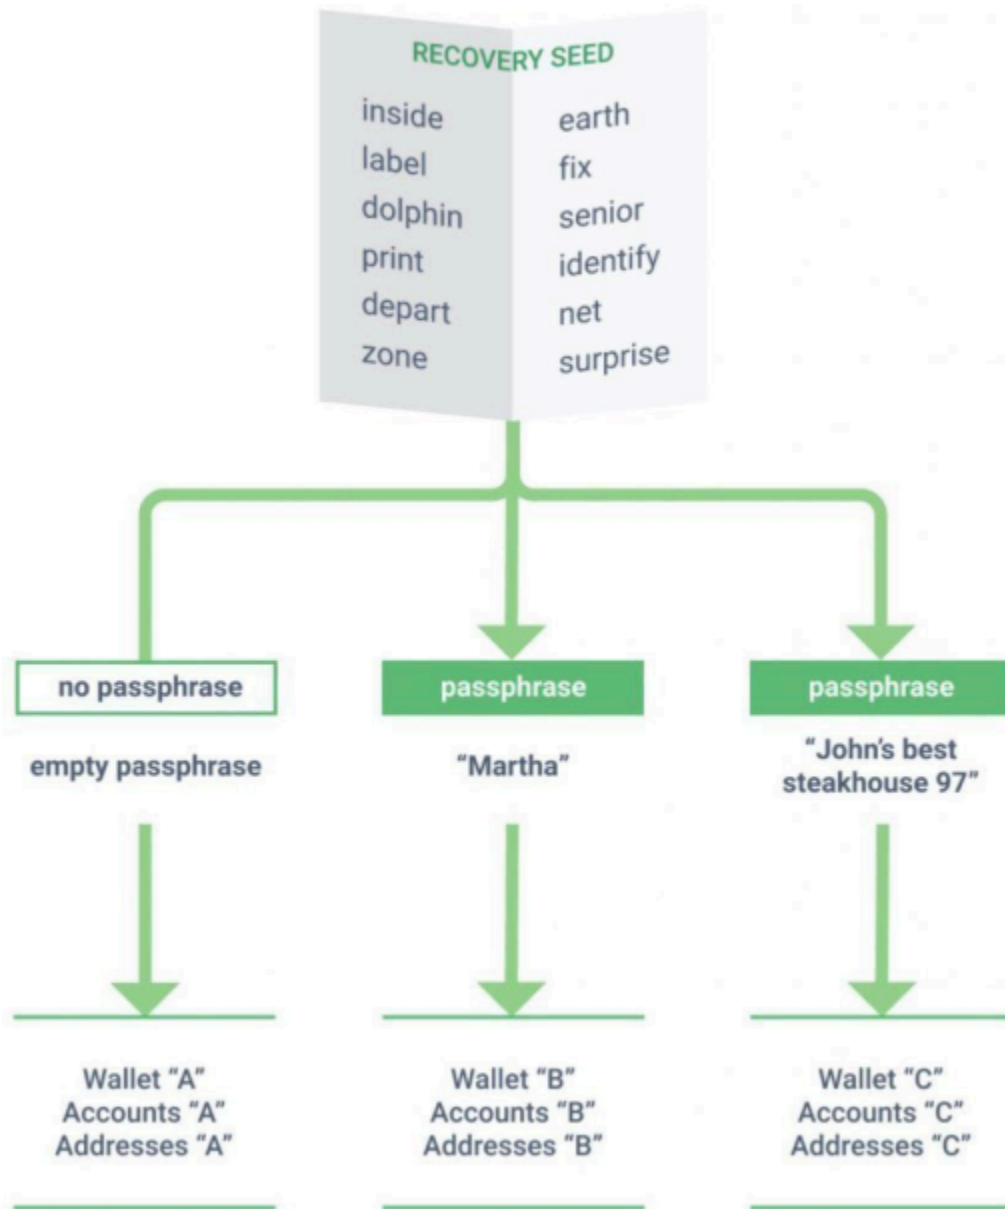 RECOVERY SEED
inside
label
dolphin
print
depart
zone
earth
fix
senior
identify
net
surprise
no passphrase
empty passphrase
passphrase
“Martha”
passphrase
“John’s best
steakhouse 97”
Wallet “A”
Accounts “A”
Addresses “A”
Wallet “B”
Accounts “B”
Addresses “B”
Wallet “C”
Accounts “C”
Addresses “C”